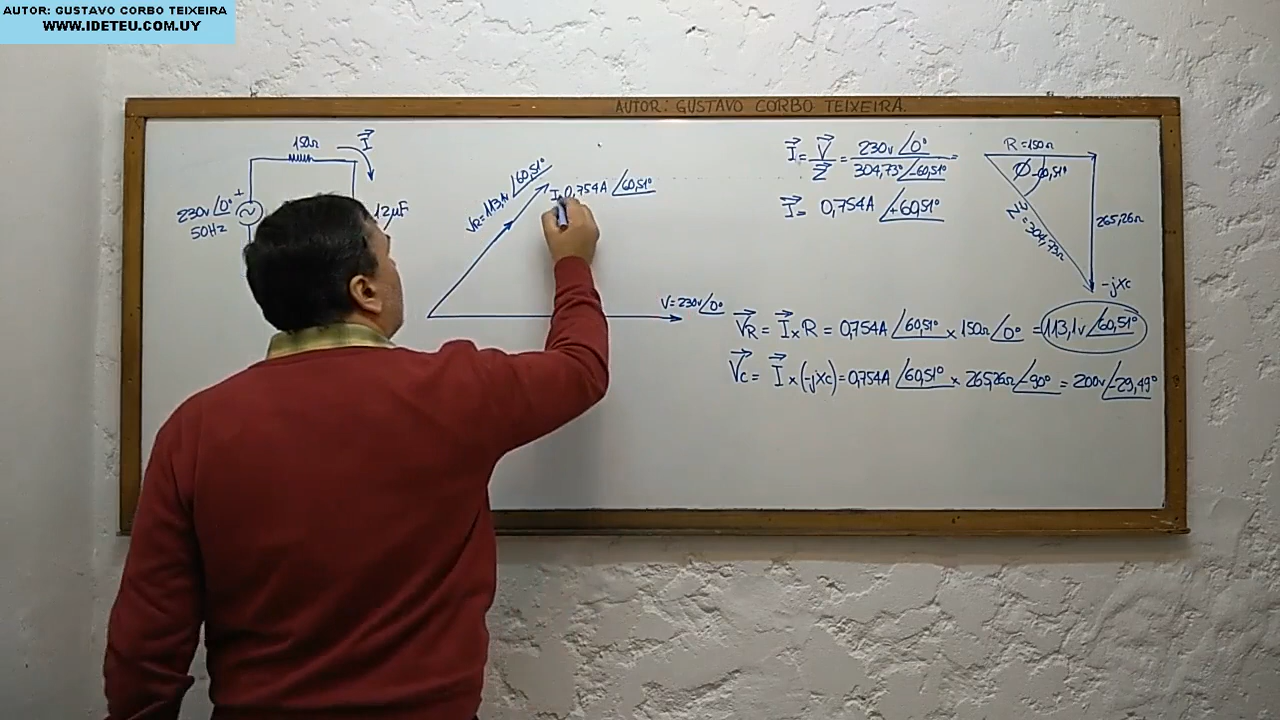 AUTOR: GUSTAVO CORBO TEIXEIRA
WWW.IDETEU.COM.UY
AUTOR: GUSTAVO CORBO TEIXEIRA.
150Ω
I
230V∠0°
50Hz
12μF
VR=113,1V∠60,51°
I=0,754A∠60,51°
V=230V∠0°
I=V/Z=230V∠0°/304,73∠-60,51°=
I= 0,754A∠+60,51°
R=150Ω
Ø-60,51°
265,26Ω
=304,73Ω
-jXC
VR= I×R=0,754A∠60,51°×150Ω∠0°=113,1V∠60,51°
VC= I×(-jXC)=0,754A∠60,51°×265,26Ω∠-90°=200V∠-29,49°